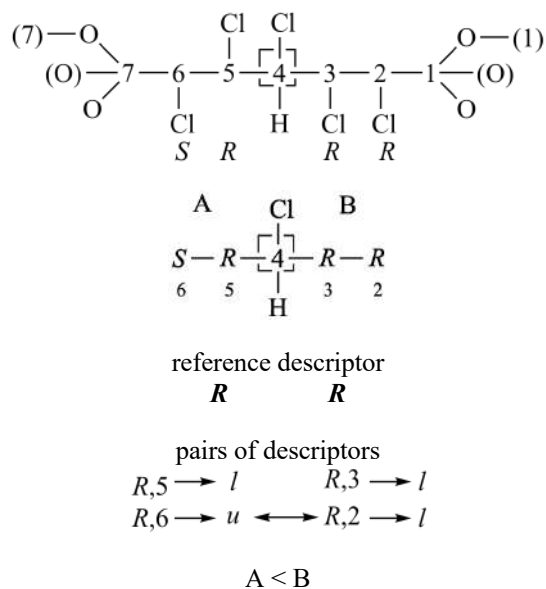 Cl Cl
(7)—O O—(1)
(O)—7—6—5—4—3—2—1—(O)
O Cl H Cl Cl O
S R R R
A B
Cl
S—R—4—R—R
6 5 3 2
H
reference descriptor
R R
pairs of descriptors
R,5 → l R,3 → l
R,6 → u ↔ R,2 → l
A < B